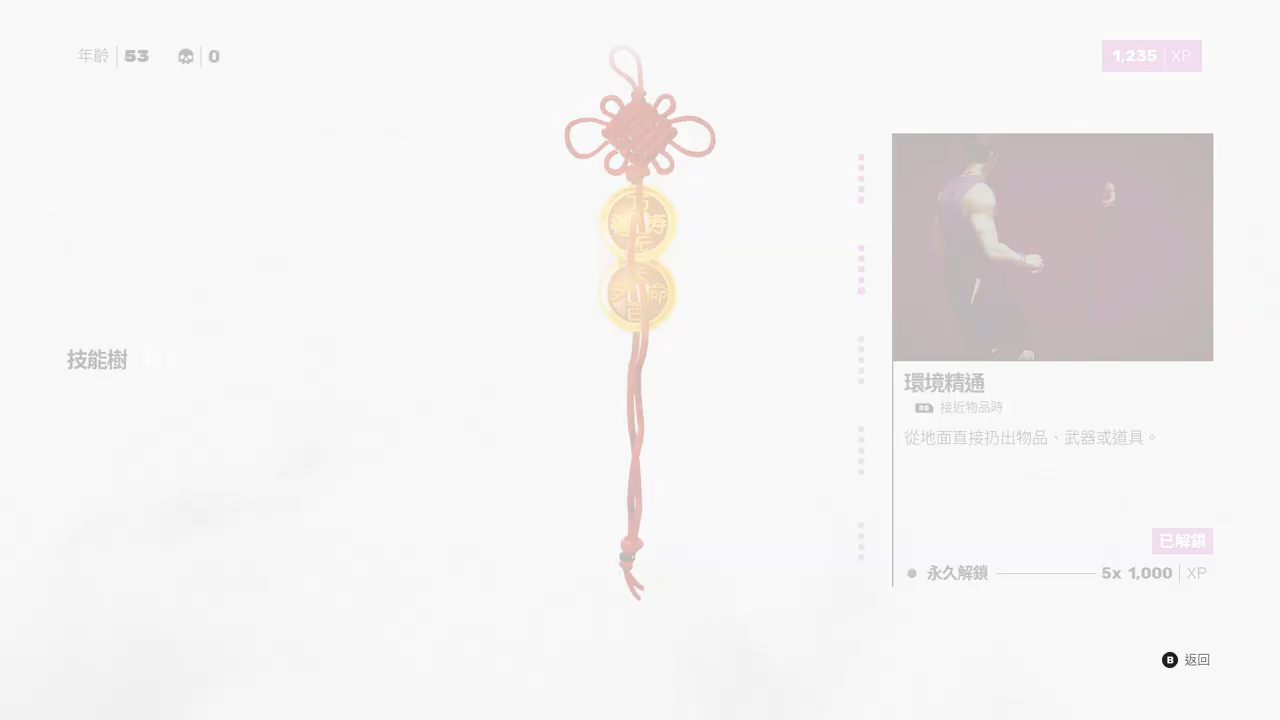 年齡 53 0
1,235 XP
技能樹
環境精通
RB 接近物品時
從地面直接扔出物品、武器或道具。
已解鎖
永久解鎖 5x 1,000 XP
B 返回